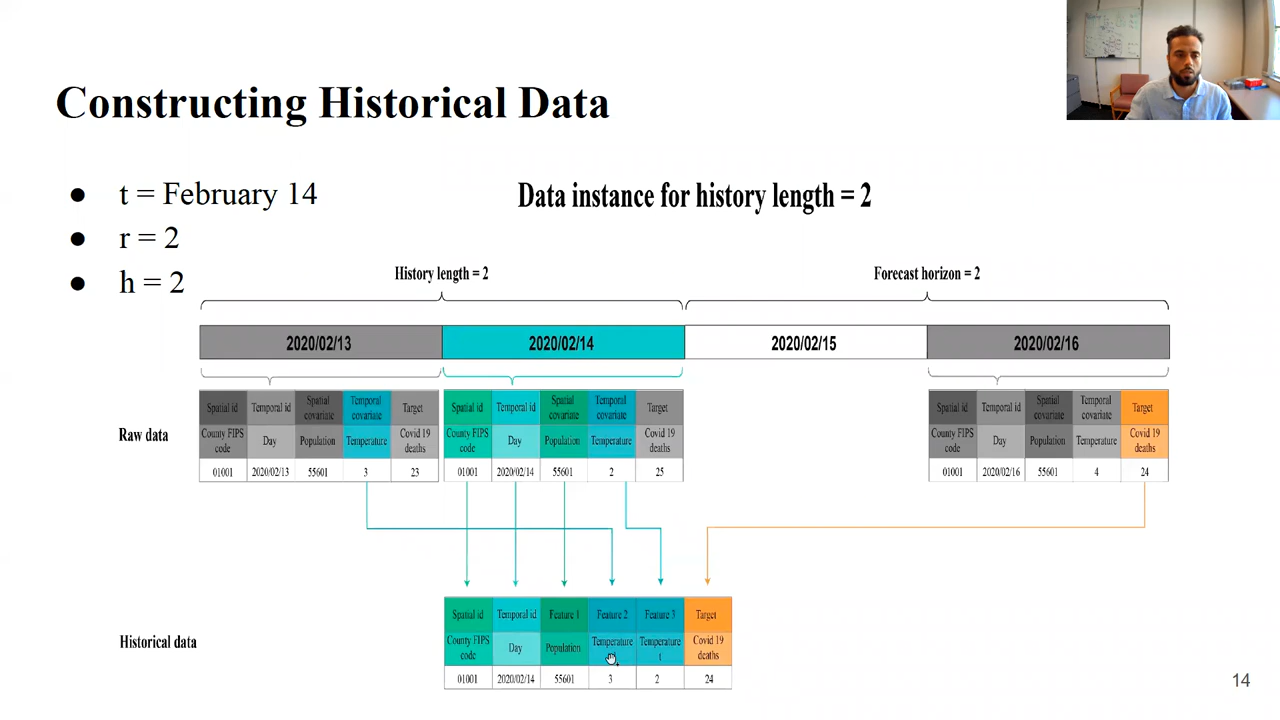 Constructing Historical Data
● t = February 14
● r = 2
● h = 2
Data instance for history length = 2
History length = 2
Forecast horizon = 2
2020/02/13 2020/02/14 2020/02/15 2020/02/16
Raw data
Spatial id Temporal id Spatial covariate Temporal covariate Target
County FIPS code Day Population Temperature Covid 19 deaths
01001 2020/02/13 55601 3 23
Spatial id Temporal id Spatial covariate Temporal covariate Target
County FIPS code Day Population Temperature Covid 19 deaths
01001 2020/02/14 55601 2 25
Spatial id Temporal id Spatial covariate Temporal covariate Target
County FIPS code Day Population Temperature Covid 19 deaths
01001 2020/02/16 55601 4 24
Historical data
Spatial id Temporal id Feature 1 Feature 2 Feature 3 Target
County FIPS code Day Population Temperature Temperature Covid 19 deaths
01001 2020/02/14 55601 3 2 24
14